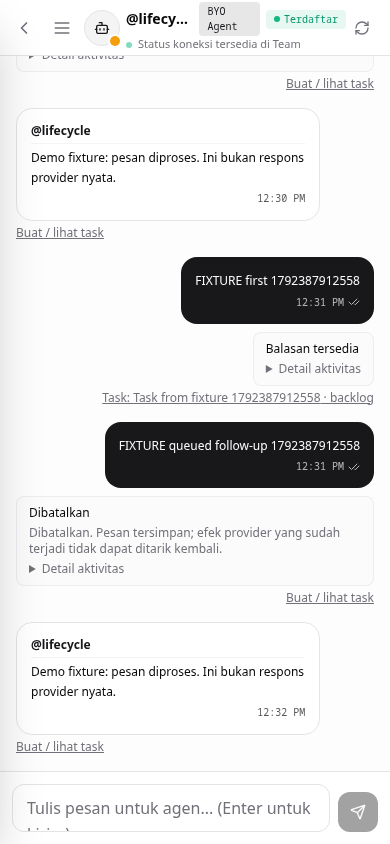 @lifecy...
BYO
Agent
Terdaftar
Status koneksi tersedia di Team
Detail aktivitas
Buat / lihat task
@lifecycle
Demo fixture: pesan diproses. Ini bukan respons
provider nyata.
12:30 PM
Buat / lihat task
FIXTURE first 1792387912558
12:31 PM
Balasan tersedia
Detail aktivitas
Task: Task from fixture 1792387912558 · backlog
FIXTURE queued follow-up 1792387912558
12:31 PM
Dibatalkan
Dibatalkan. Pesan tersimpan; efek provider yang sudah
terjadi tidak dapat ditarik kembali.
Detail aktivitas
Buat / lihat task
@lifecycle
Demo fixture: pesan diproses. Ini bukan respons
provider nyata.
12:32 PM
Buat / lihat task
Tulis pesan untuk agen... (Enter untuk